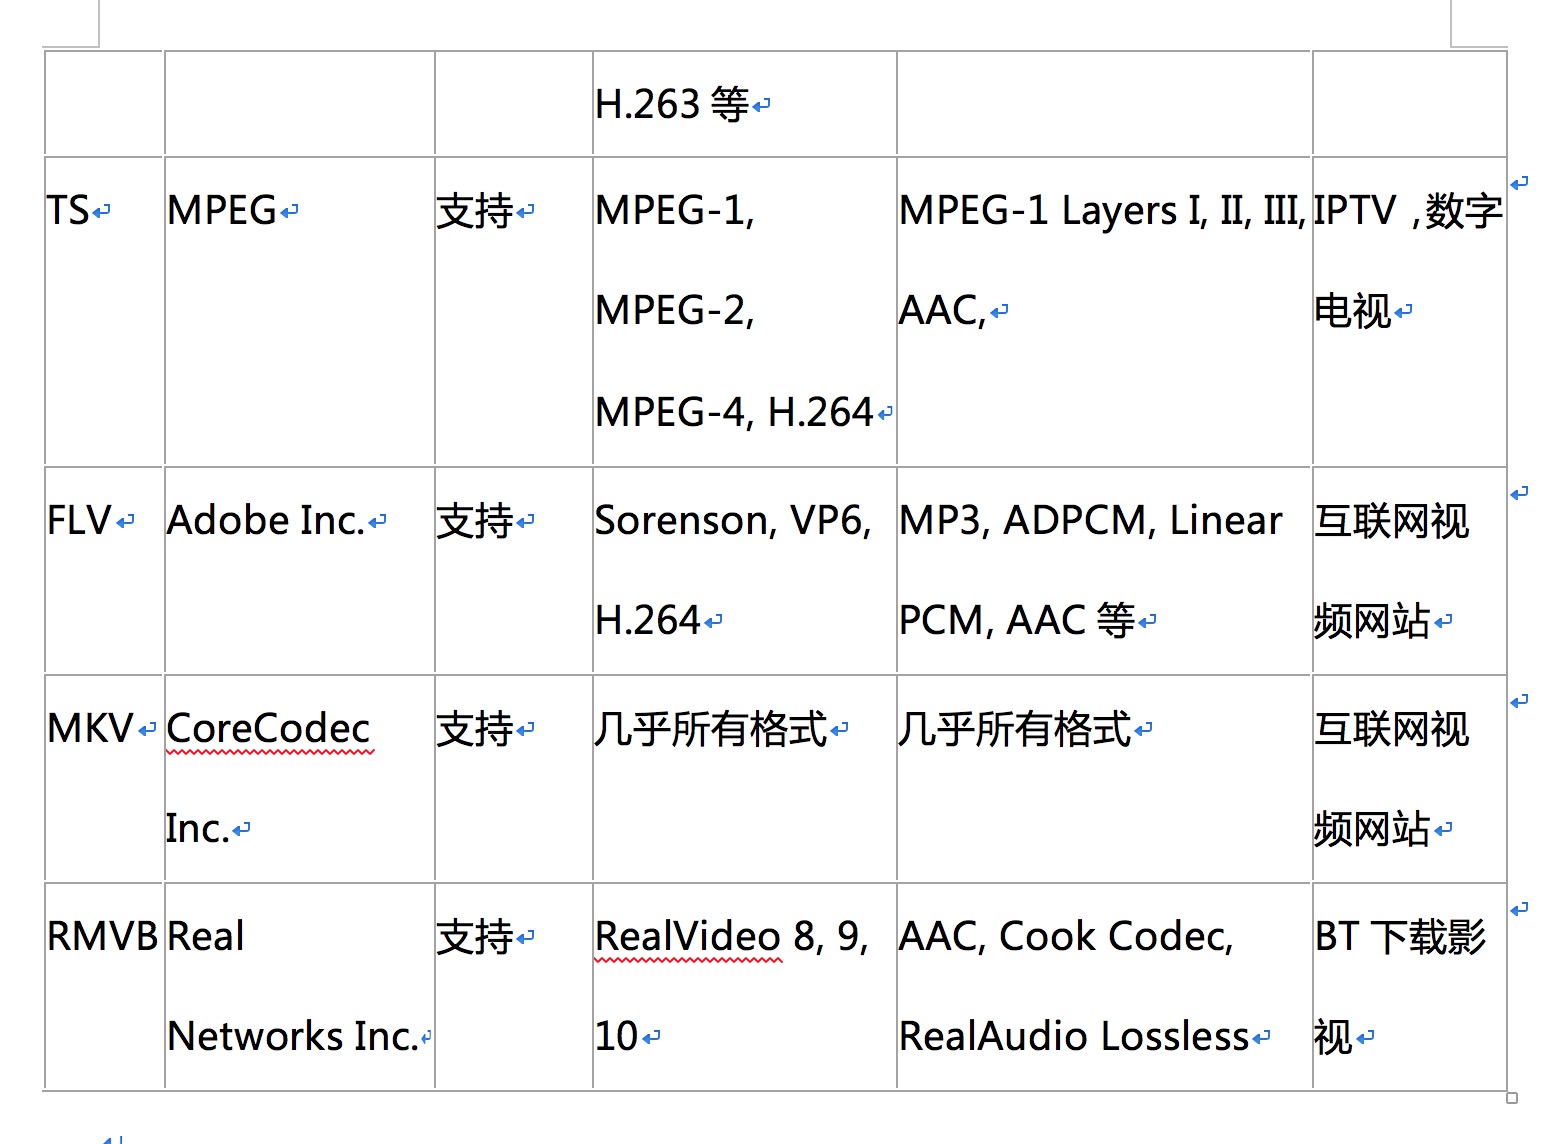 H.263 等
TS
MPEG
支持
MPEG-1,
MPEG-2,
MPEG-4, H.264
MPEG-1 Layers I, II, III,
AAC,
IPTV ,数字
电视
FLV
Adobe Inc.
支持
Sorenson, VP6,
H.264
MP3, ADPCM, Linear
PCM, AAC 等
互联网视
频网站
MKV
CoreCodec
Inc.
支持
几乎所有格式
几乎所有格式
互联网视
频网站
RMVB
Real
Networks Inc.
支持
RealVideo 8, 9,
10
AAC, Cook Codec,
RealAudio Lossless
BT 下载影
视